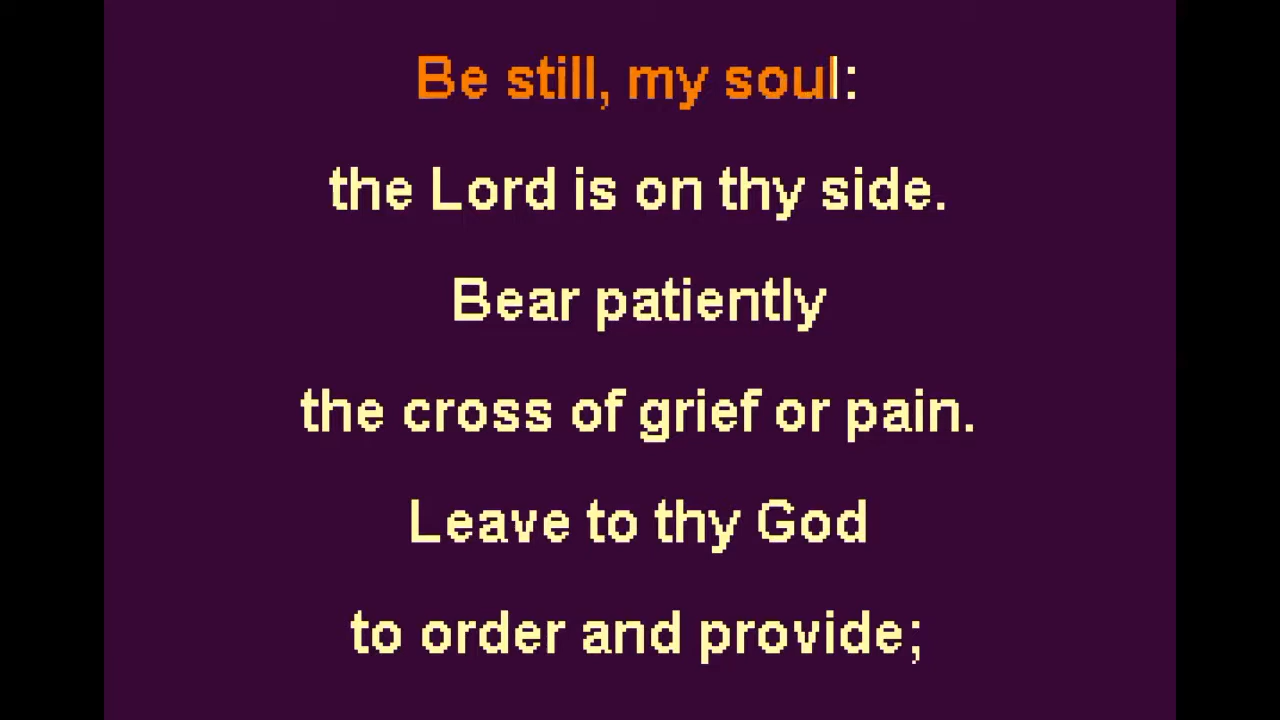 Be still, my soul:
the Lord is on thy side.
Bear patiently
the cross of grief or pain.
Leave to thy God
to order and provide;